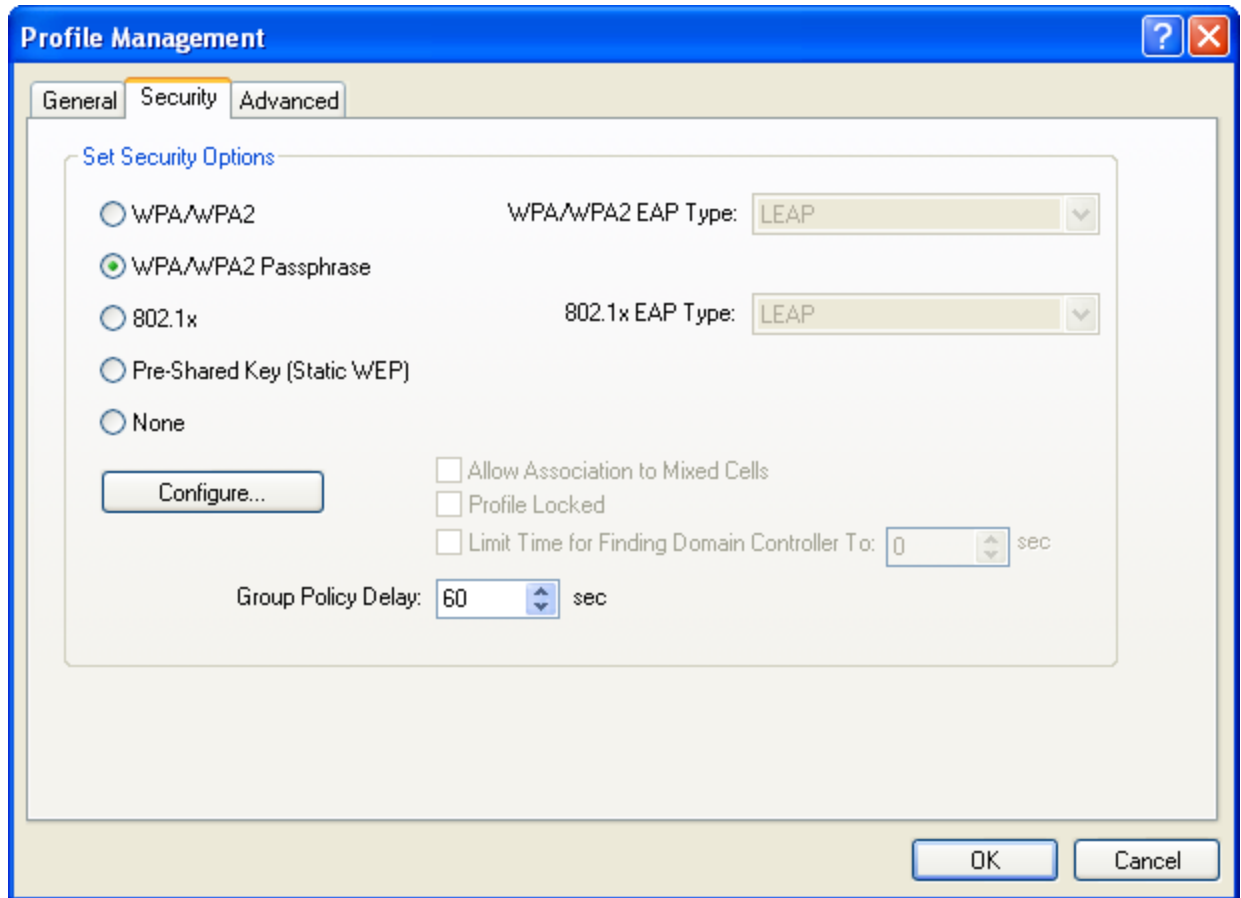 Profile Management
General Security Advanced
Set Security Options
WPA/WPA2 WPA/WPA2 EAP Type: LEAP
WPA/WPA2 Passphrase
802.1x 802.1x EAP Type: LEAP
Pre-Shared Key (Static WEP)
None
Configure... Allow Association to Mixed Cells
Profile Locked
Limit Time for Finding Domain Controller To: 0 sec
Group Policy Delay: 60 sec
OK Cancel